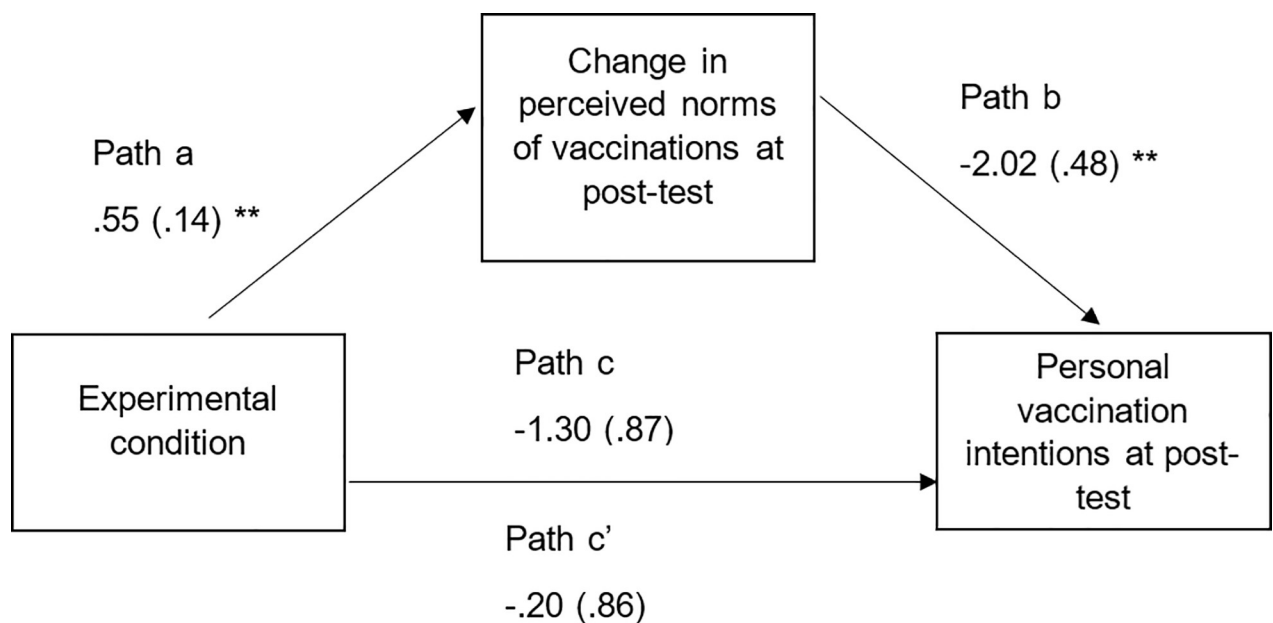 Change in
perceived norms
of vaccinations at
post-test
Path a
.55 (.14) **
Path b
-2.02 (.48) **
Experimental
condition
Path c
-1.30 (.87)
Path c’
-.20 (.86)
Personal
vaccination
intentions at post-
test